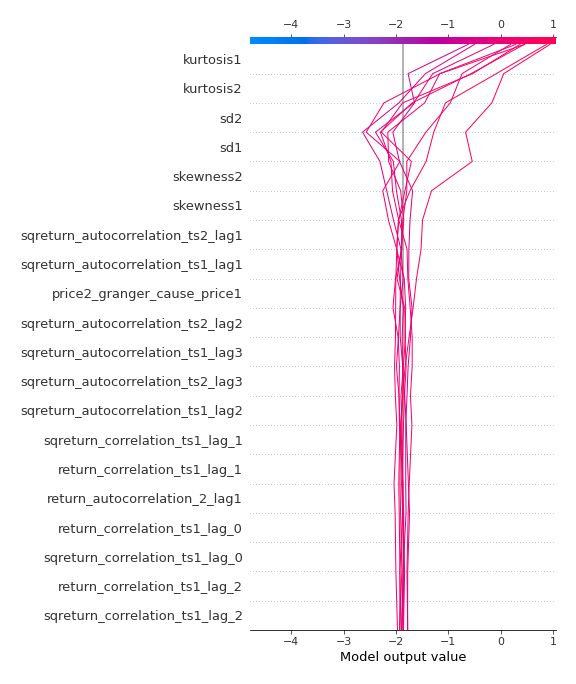 −4 −3 −2 −1 0 1
kurtosis1
kurtosis2
sd2
sd1
skewness2
skewness1
sqreturn_autocorrelation_ts2_lag1
sqreturn_autocorrelation_ts1_lag1
price2_granger_cause_price1
sqreturn_autocorrelation_ts2_lag2
sqreturn_autocorrelation_ts1_lag3
sqreturn_autocorrelation_ts2_lag3
sqreturn_autocorrelation_ts1_lag2
sqreturn_correlation_ts1_lag_1
return_correlation_ts1_lag_1
return_autocorrelation_2_lag1
return_correlation_ts1_lag_0
sqreturn_correlation_ts1_lag_0
return_correlation_ts1_lag_2
sqreturn_correlation_ts1_lag_2
−4 −3 −2 −1 0 1
Model output value